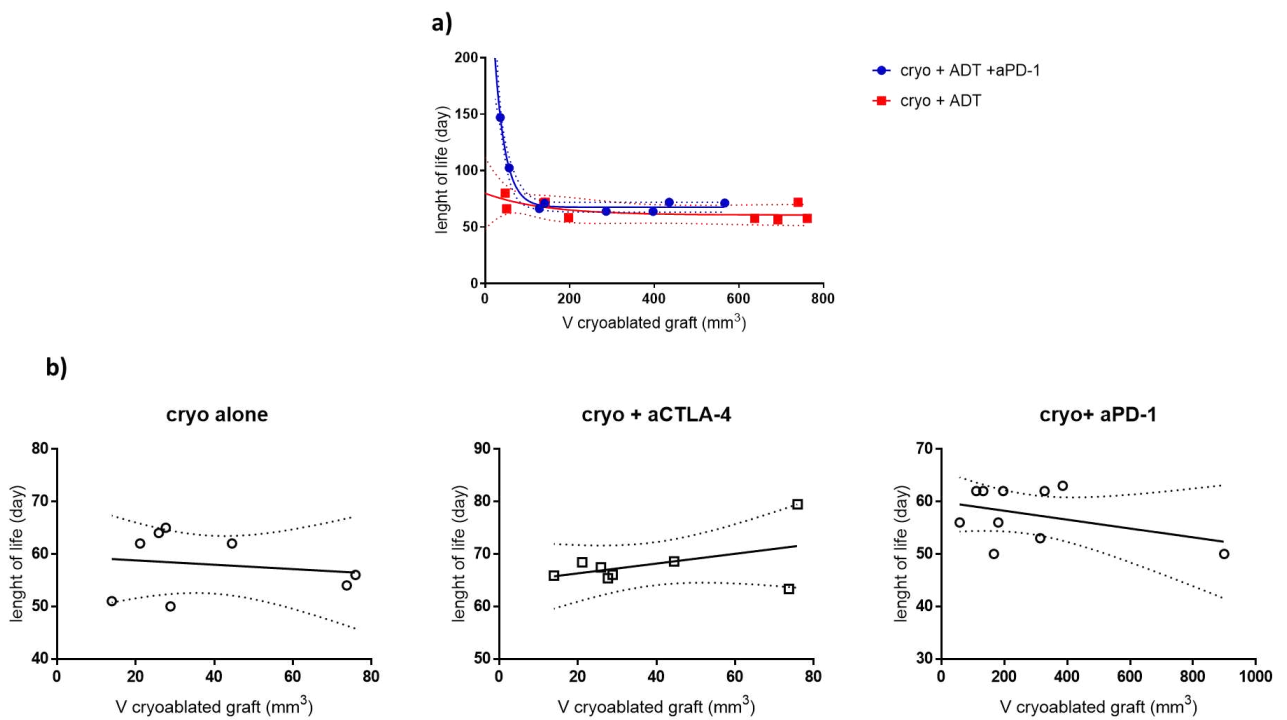 a)
200
150
100
50
0
lenght of life (day)
0 200 400 600 800
V cryoablated graft (mm³)
cryo + ADT +aPD-1
cryo + ADT
b)
cryo alone
80
70
60
50
40
lenght of life (day)
0 20 40 60 80
V cryoablated graft (mm³)
cryo + aCTLA-4
90
80
70
60
50
lenght of life (day)
0 20 40 60 80
V cryoablated graft (mm³)
cryo+ aPD-1
70
60
50
40
30
lenght of life (day)
0 200 400 600 800 1000
V cryoablated graft (mm³)